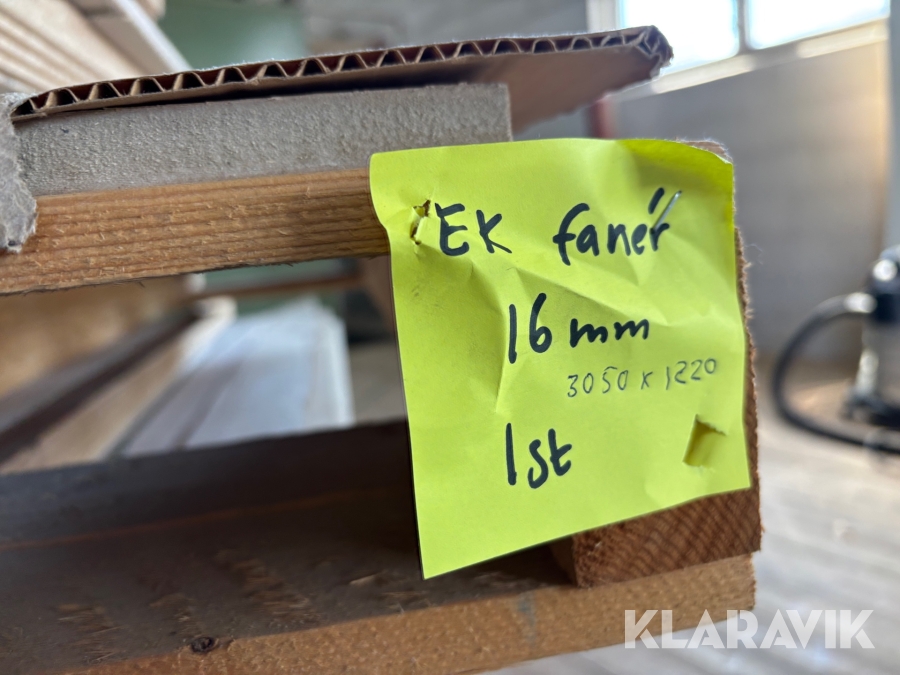 EK fanér
16 mm
3050 x 1220
1st
KLARAVIK